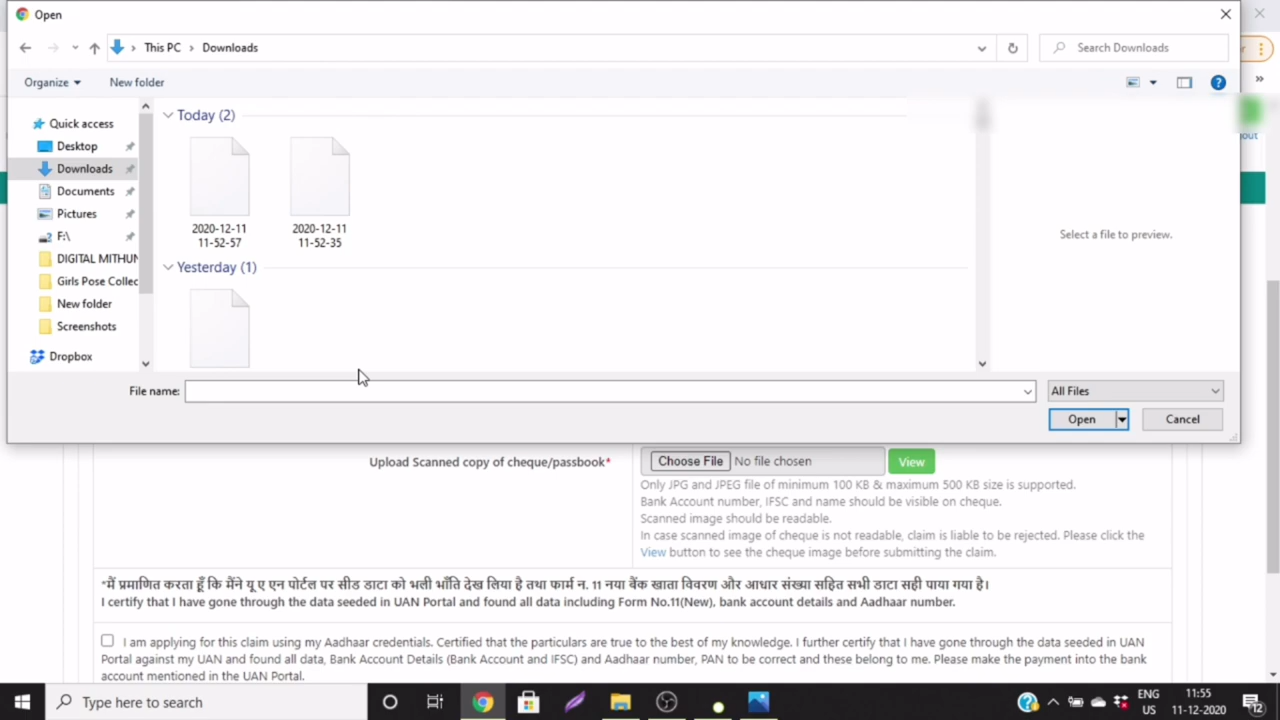 Open
This PC › Downloads
Search Downloads
Organize
New folder
Quick access
Desktop
Downloads
Documents
Pictures
F:\
DIGITAL MITHUN
Girls Pose Collec
New folder
Screenshots
Dropbox
Today (2)
2020-12-11
11-52-57
2020-12-11
11-52-35
Yesterday (1)
Select a file to preview.
File name:
All Files
Open
Cancel
Upload Scanned copy of cheque/passbook*
Choose File No file chosen
View
Only JPG and JPEG file of minimum 100 KB & maximum 500 KB size is supported.
Bank Account number, IFSC and name should be visible on cheque.
Scanned image should be readable.
In case scanned image of cheque is not readable, claim is liable to be rejected. Please click the
View button to see the cheque image before submitting the claim.
*मैं प्रमाणित करता हूँ कि मैंने यू ए एन पोर्टल पर सीड डाटा को भली भाँति देख लिया है तथा फार्म न. 11 नया बैंक खाता विवरण और आधार संख्या सहित सभी डाटा सही पाया गया है।
I certify that I have gone through the data seeded in UAN Portal and found all data including Form No.11(New), bank account details and Aadhaar number.
I am applying for this claim using my Aadhaar credentials. Certified that the particulars are true to the best of my knowledge. I further certify that I have gone through the data seeded in UAN
Portal against my UAN and found all data, Bank Account Details (Bank Account and IFSC) and Aadhaar number, PAN to be correct and these belong to me. Please make the payment into the bank
account mentioned in the UAN Portal.
Type here to search
ENG
US
11:55
11-12-2020
12